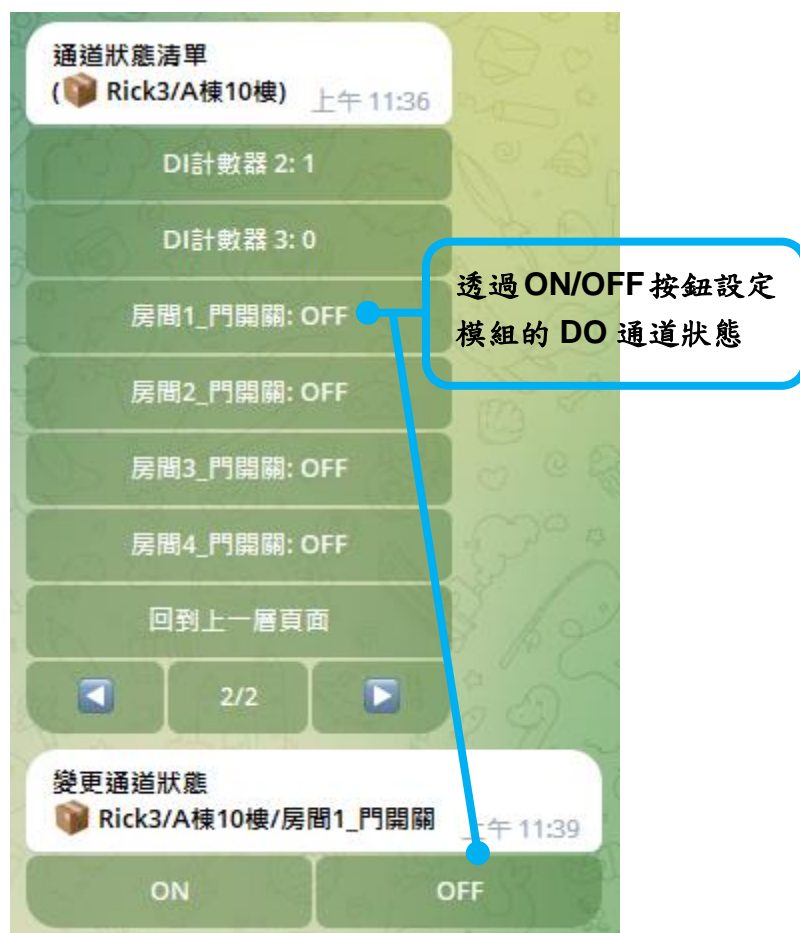 通道狀態清單
(📦 Rick3/A棟10樓) 上午 11:36
DI計數器 2: 1
DI計數器 3: 0
房間1_門開關: OFF
房間2_門開關: OFF
房間3_門開關: OFF
房間4_門開關: OFF
回到上一層頁面
2/2
透過ON/OFF按鈕設定
模組的 DO 通道狀態
變更通道狀態
📦 Rick3/A棟10樓/房間1_門開關 上午 11:39
ON OFF